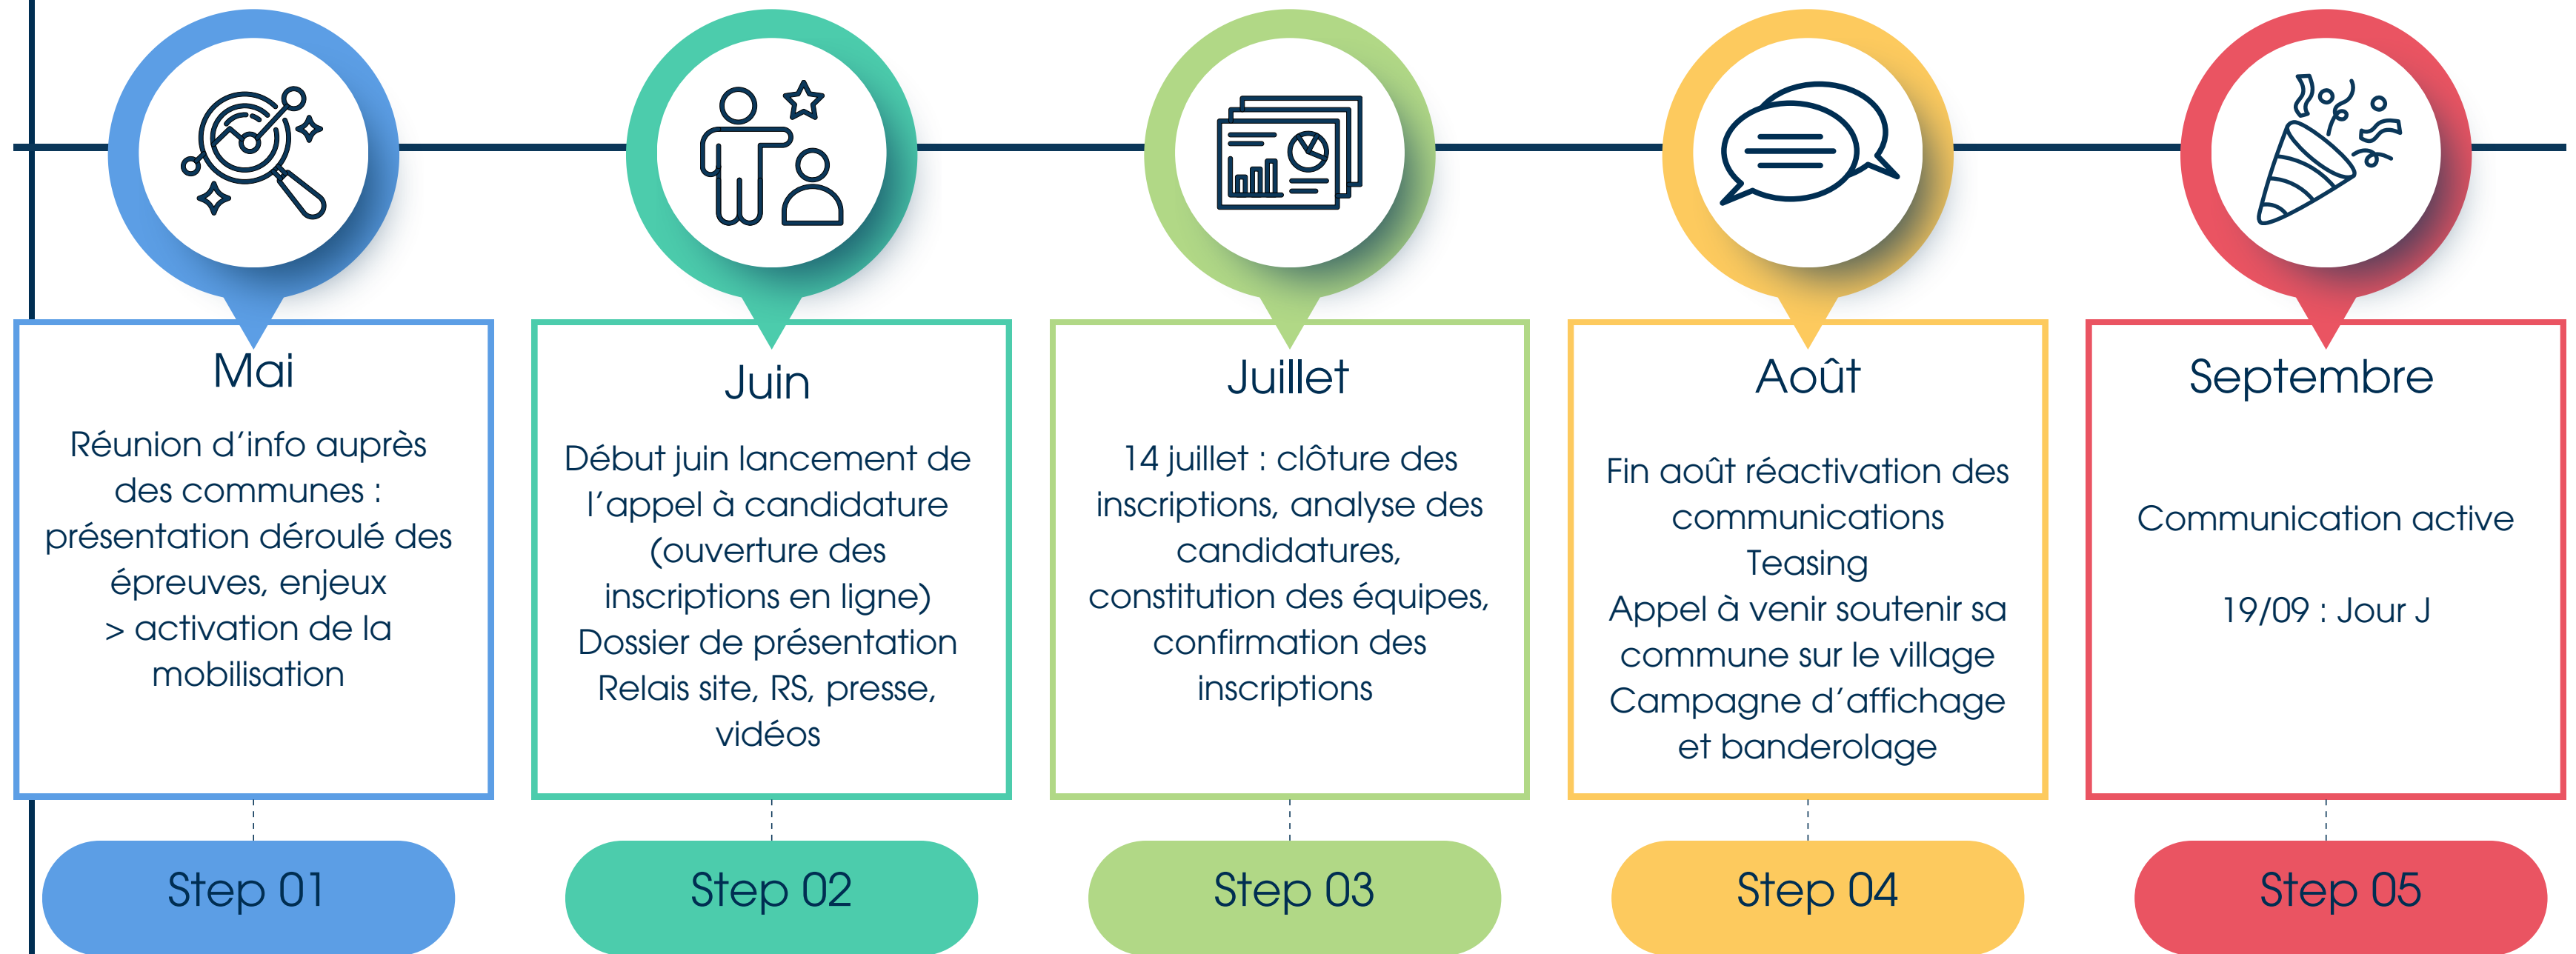 Mai
Réunion d’info auprès
des communes :
présentation déroulé des
épreuves, enjeux
> activation de la
mobilisation
Step 01
Juin
Début juin lancement de
l’appel à candidature
(ouverture des
inscriptions en ligne)
Dossier de présentation
Relais site, RS, presse,
vidéos
Step 02
Juillet
14 juillet : clôture des
inscriptions, analyse des
candidatures,
constitution des équipes,
confirmation des
inscriptions
Step 03
Août
Fin août réactivation des
communications
Teasing
Appel à venir soutenir sa
commune sur le village
Campagne d’affichage
et banderolage
Step 04
Septembre
Communication active
19/09 : Jour J
Step 05